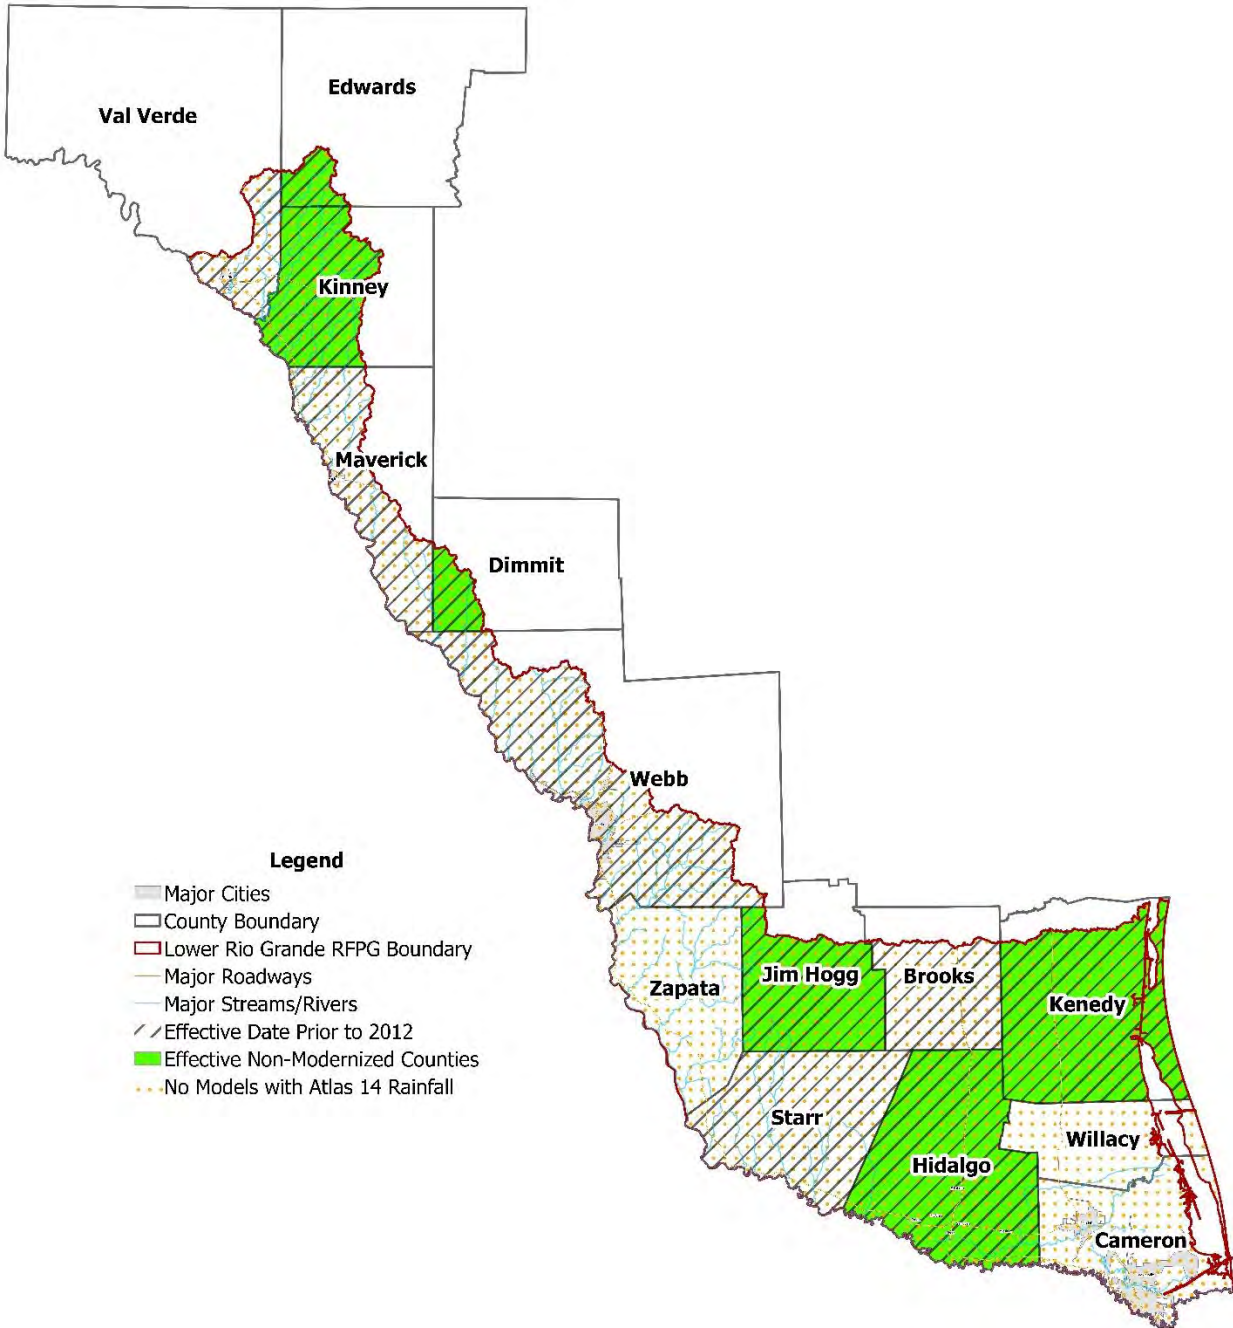 Edwards
Val Verde
Kinney
Maverick
Dimmit
Webb
Legend
Major Cities
County Boundary
Lower Rio Grande RFPG Boundary
Major Roadways
Major Streams/Rivers
Effective Date Prior to 2012
Effective Non-Modernized Counties
No Models with Atlas 14 Rainfall
Zapata
Jim Hogg
Brooks
Kenedy
Starr
Willacy
Hidalgo
Cameron